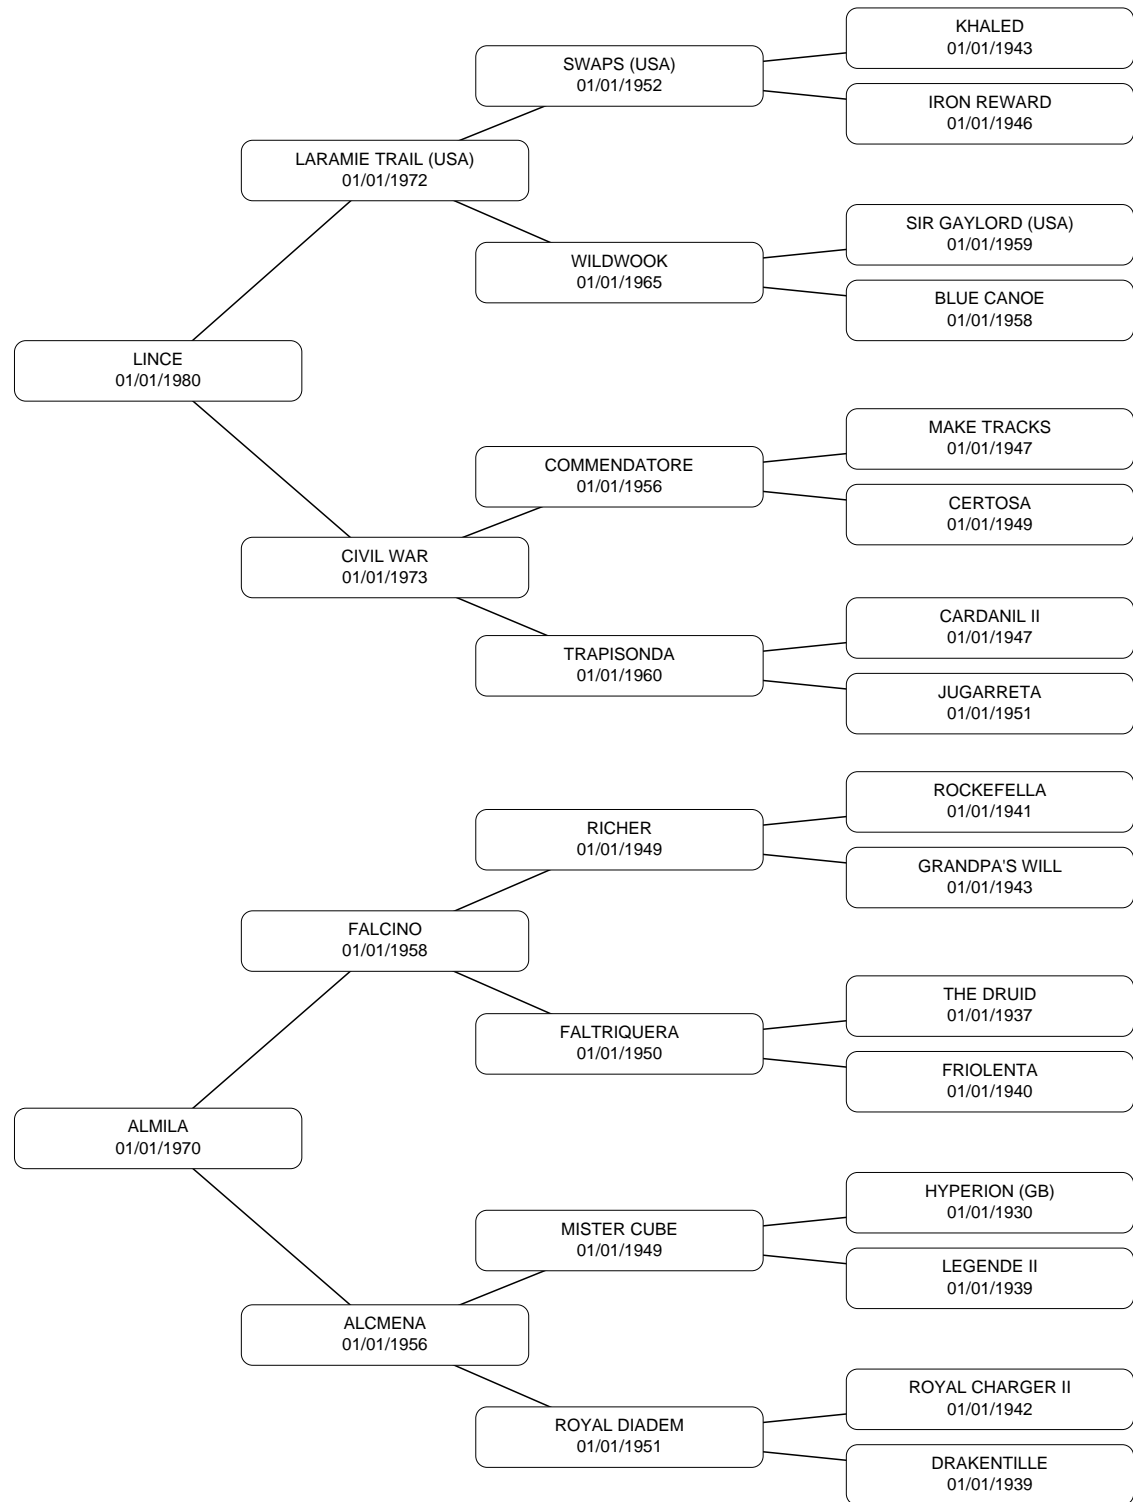 KHALED
01/01/1943
SWAPS (USA)
01/01/1952
IRON REWARD
01/01/1946
LARAMIE TRAIL (USA)
01/01/1972
SIR GAYLORD (USA)
01/01/1959
WILDWOOK
01/01/1965
BLUE CANOE
01/01/1958
LINCE
01/01/1980
MAKE TRACKS
01/01/1947
COMMENDATORE
01/01/1956
CERTOSA
01/01/1949
CIVIL WAR
01/01/1973
CARDANIL II
01/01/1947
TRAPISONDA
01/01/1960
JUGARRETA
01/01/1951
ROCKEFELLA
01/01/1941
RICHER
01/01/1949
GRANDPA'S WILL
01/01/1943
FALCINO
01/01/1958
THE DRUID
01/01/1937
FALTRIQUERA
01/01/1950
FRIOLENTA
01/01/1940
ALMILA
01/01/1970
HYPERION (GB)
01/01/1930
MISTER CUBE
01/01/1949
LEGENDE II
01/01/1939
ALCMENA
01/01/1956
ROYAL CHARGER II
01/01/1942
ROYAL DIADEM
01/01/1951
DRAKENTILLE
01/01/1939